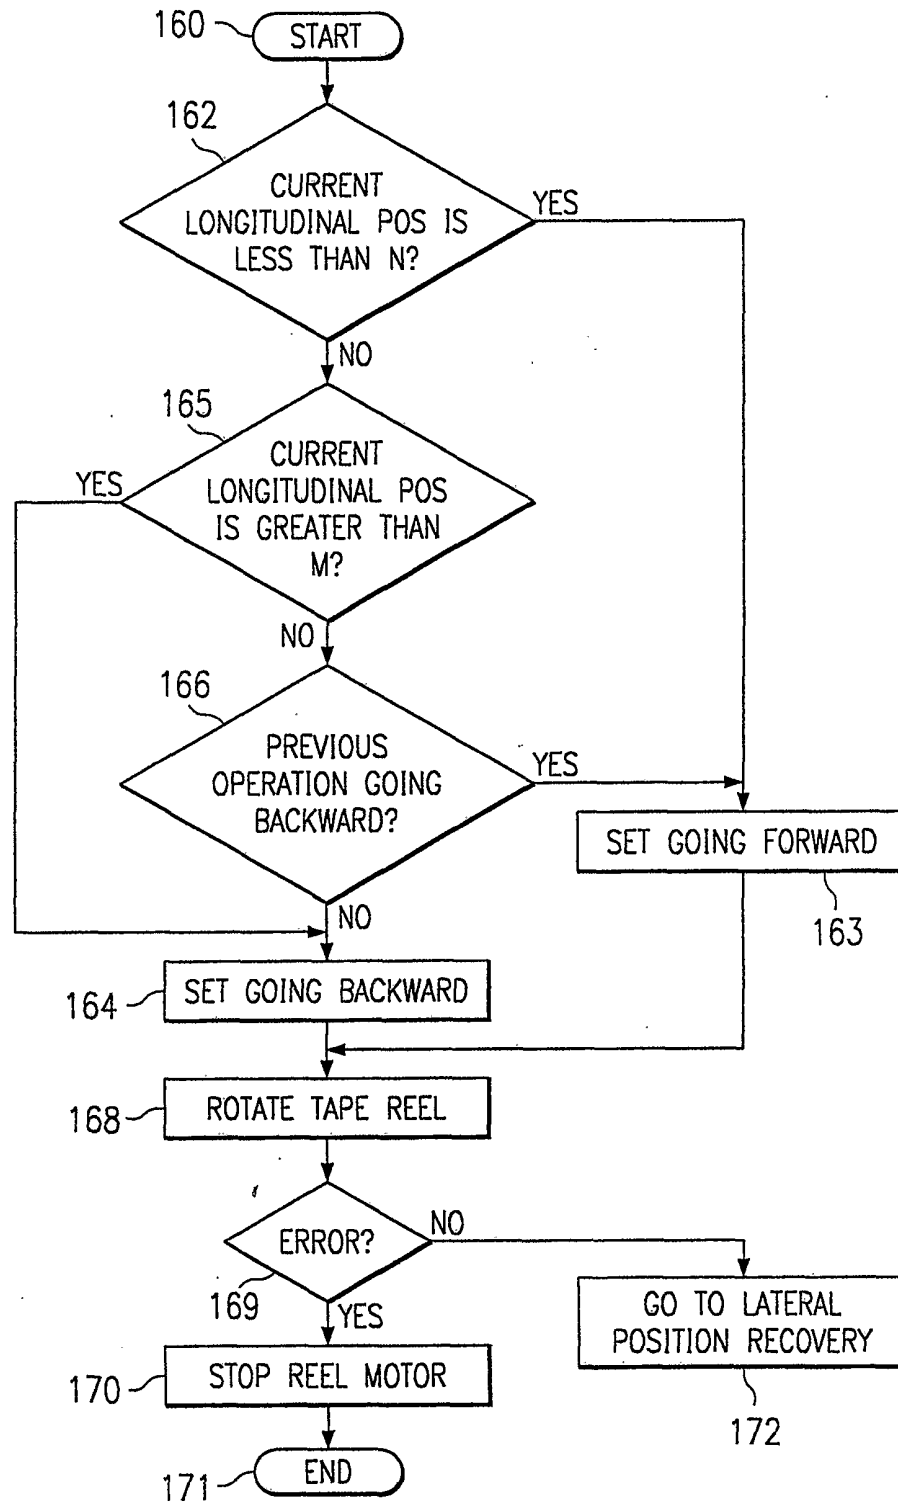 160
START
162
CURRENT
LONGITUDINAL POS IS
LESS THAN N?
YES
NO
165
CURRENT
LONGITUDINAL POS
IS GREATER THAN
M?
YES
NO
166
PREVIOUS
OPERATION GOING
BACKWARD?
YES
NO
SET GOING FORWARD
163
164
SET GOING BACKWARD
168
ROTATE TAPE REEL
ERROR?
NO
169
YES
GO TO LATERAL
POSITION RECOVERY
172
170
STOP REEL MOTOR
171
END